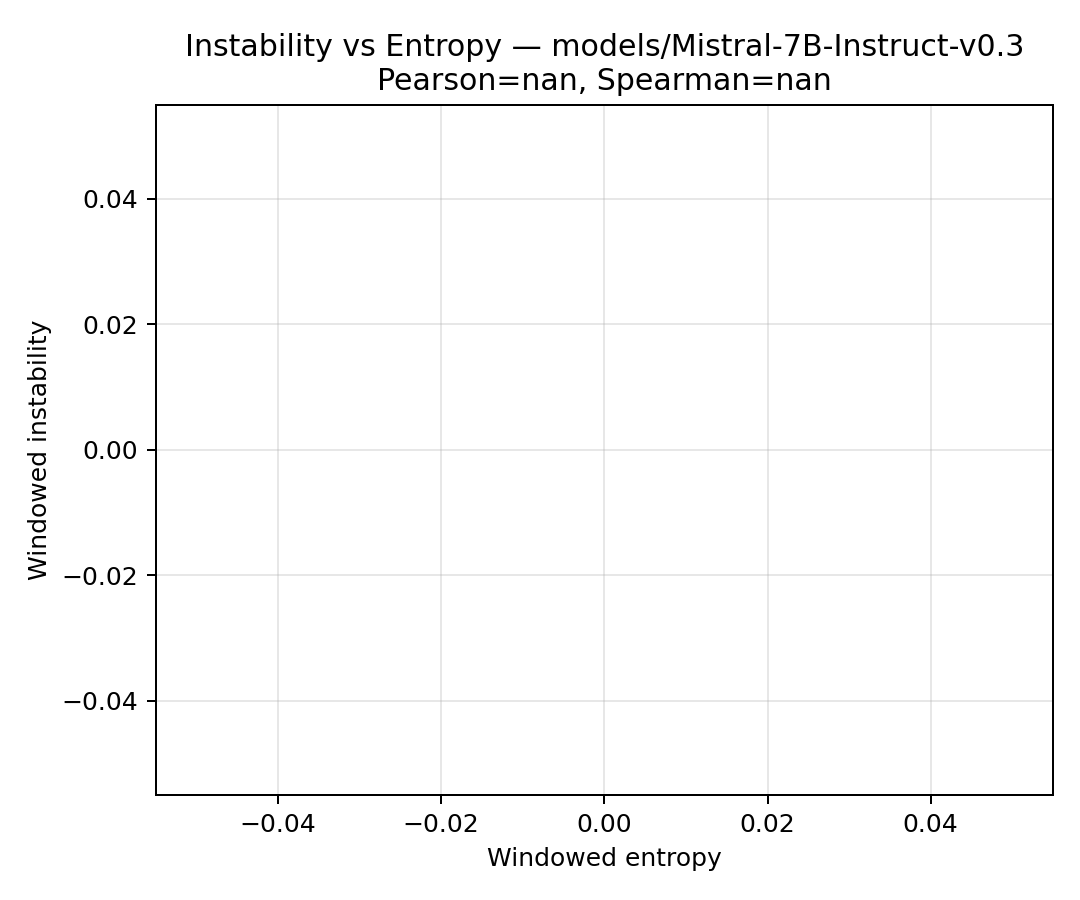 Instability vs Entropy — models/Mistral-7B-Instruct-v0.3
Pearson=nan, Spearman=nan
Windowed instability
0.04
0.02
0.00
−0.02
−0.04
−0.04
−0.02
0.00
0.02
0.04
Windowed entropy